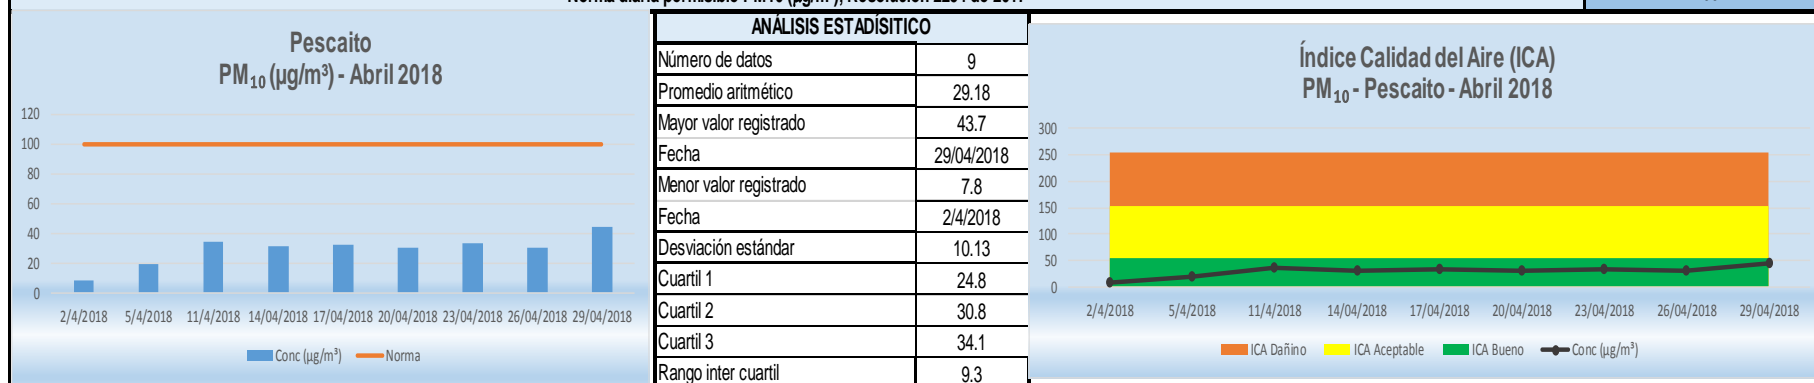 Pescaito
PM₁₀ (µg/m³) - Abril 2018
120
100
80
60
40
20
0
2/4/2018 5/4/2018 11/4/2018 14/04/2018 17/04/2018 20/04/2018 23/04/2018 26/04/2018 29/04/2018
Conc (µg/m³) Norma
ANÁLISIS ESTADÍSITICO
Número de datos 9
Promedio aritmético 29.18
Mayor valor registrado 43.7
Fecha 29/04/2018
Menor valor registrado 7.8
Fecha 2/4/2018
Desviación estándar 10.13
Cuartil 1 24.8
Cuartil 2 30.8
Cuartil 3 34.1
Rango inter cuartil 9.3
Índice Calidad del Aire (ICA)
PM₁₀ - Pescaito - Abril 2018
300
250
200
150
100
50
0
2/4/2018 5/4/2018 11/4/2018 14/04/2018 17/04/2018 20/04/2018 23/04/2018 26/04/2018 29/04/2018
ICA Dañino ICA Aceptable ICA Bueno Conc (µg/m³)